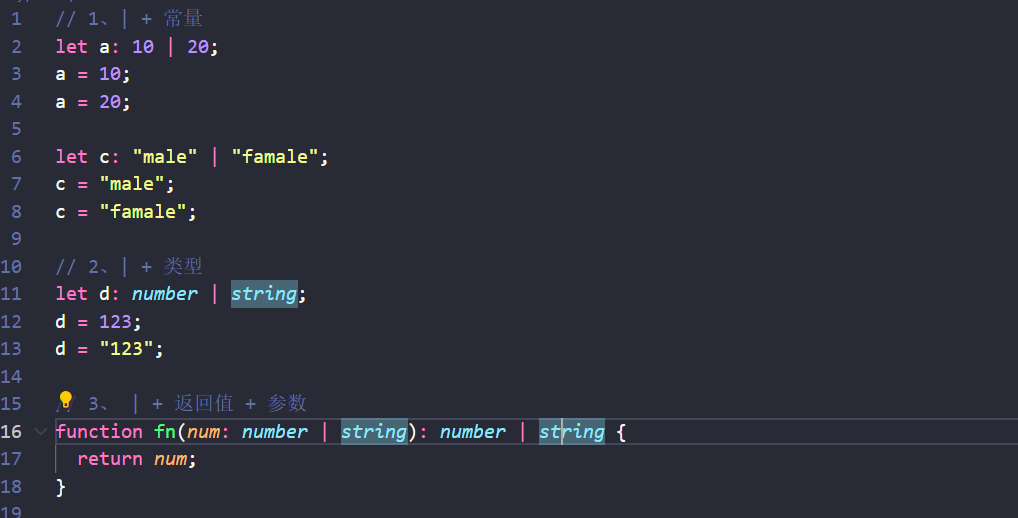 1 // 1、| + 常量
2 let a: 10 | 20;
3 a = 10;
4 a = 20;
5
6 let c: "male" | "famale";
7 c = "male";
8 c = "famale";
9
10 // 2、| + 类型
11 let d: number | string;
12 d = 123;
13 d = "123";
14
15 // 3、 | + 返回值 + 参数
16 function fn(num: number | string): number | string {
17 return num;
18 }
19